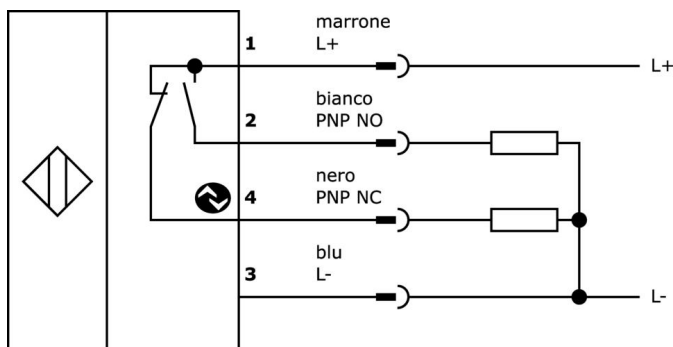 marrone
1 L+
L+
bianco
2 PNP NO
nero
4 PNP NC
blu
3 L-
L-